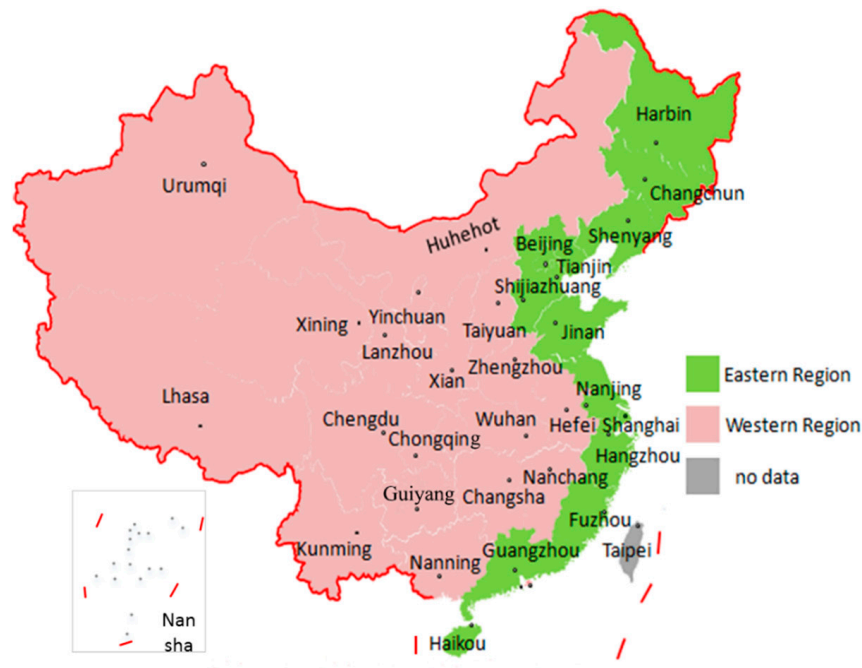 Harbin
Urumqi
Changchun
Huhehot
Beijing
Shenyang
Tianjin
Shijiazhuang
Yinchuan
Xining
Taiyuan
Jinan
Lanzhou
Zhengzhou
Xian
Eastern Region
Lhasa
Nanjing
Chengdu
Wuhan
Hefei
Shanghai
Western Region
Chongqing
Hangzhou
Nanchang
no data
Guiyang
Changsha
Fuzhou
Kunming
Guangzhou
Taipei
Nanning
Nan
sha
Haikou